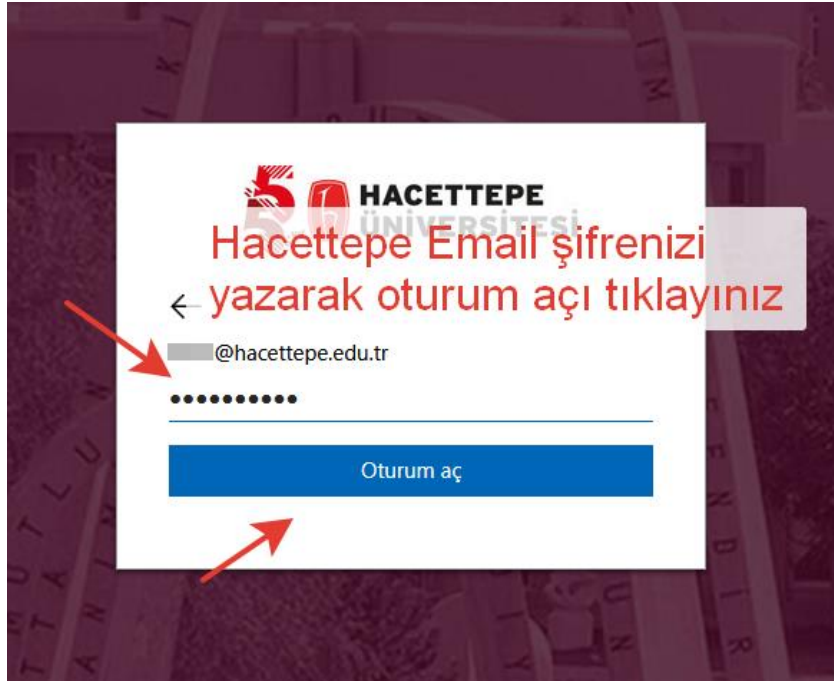 HACETTEPE
ÜNİVERSİTESİ
Hacettepe Email şifrenizi
yazarak oturum açı tıklayınız
@hacettepe.edu.tr
••••••••••
Oturum aç